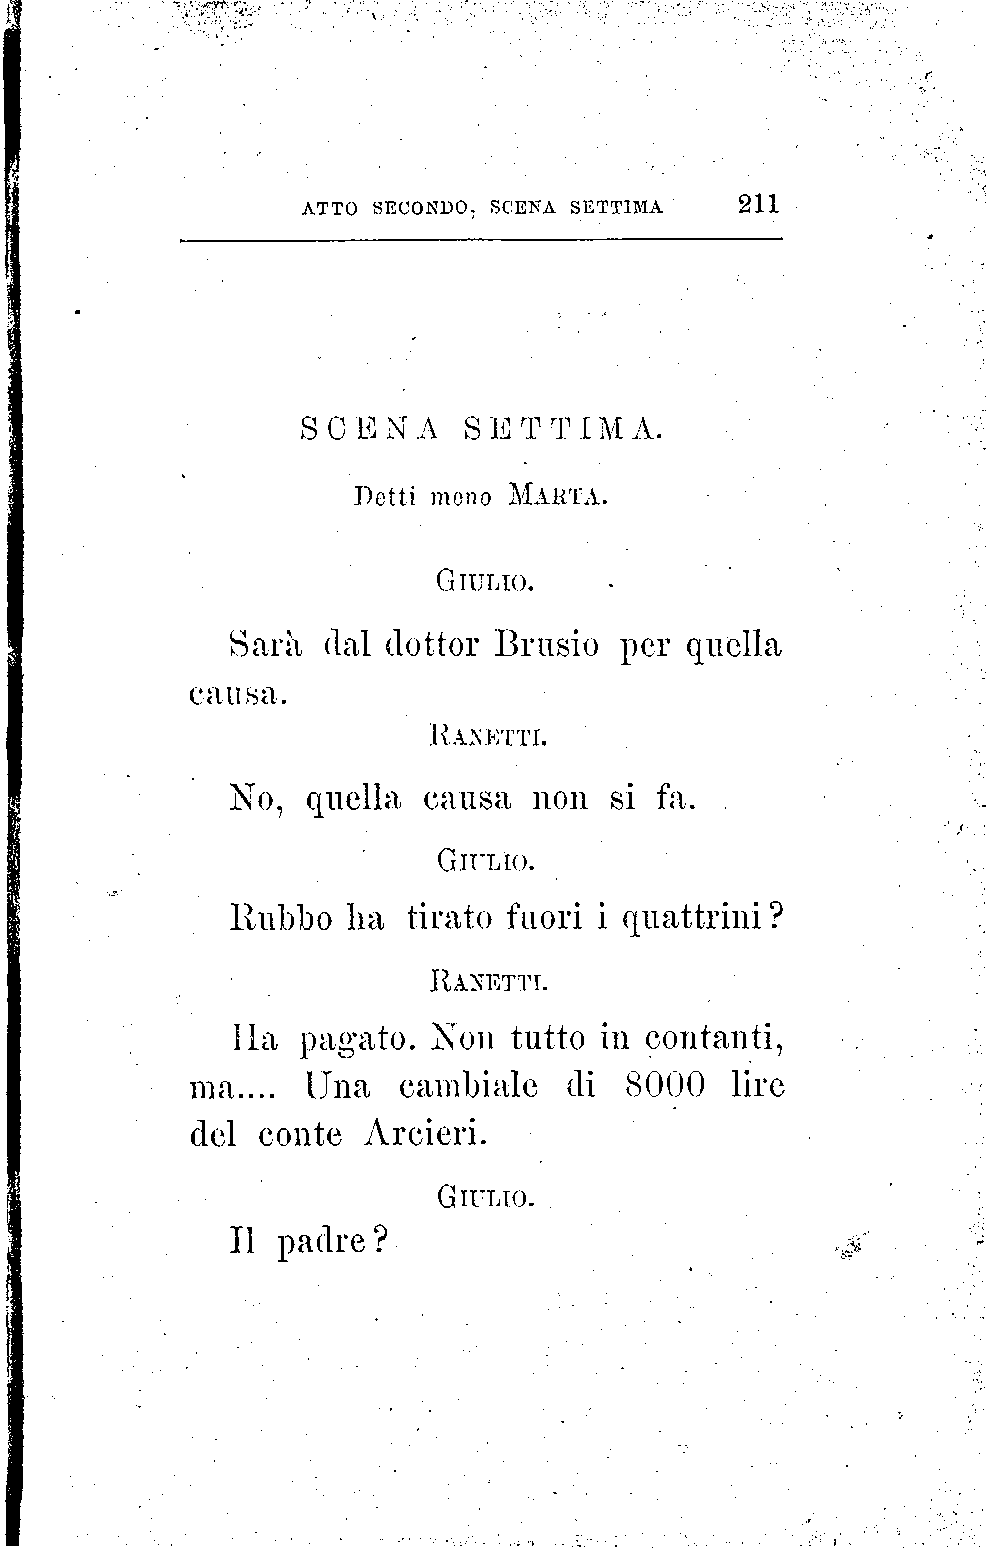 ATTO SECONDO, SCENA SETTIMA 211
SCENA SETTIMA.
Detti meno MARTA.
GIULIO.
Sarà dal dottor Brusio per quella
causa.
RANETTI.
No, quella causa non si fa.
GIULIO.
Rubbo ha tirato fuori i quattrini?
RANETTI.
Ha pagato. Non tutto in contanti,
ma.... Una cambiale di 8000 lire
del conte Arcieri.
GIULIO.
Il padre?